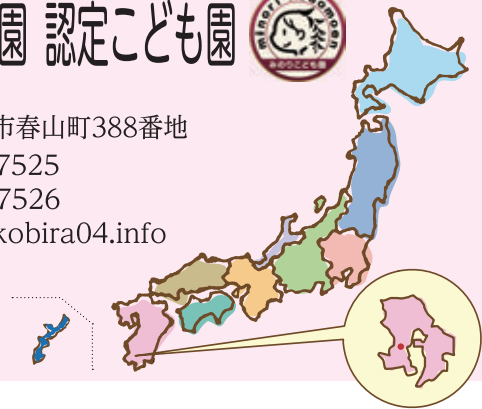 園 認定こども園
minori kodomoen
みのりこども園
市春山町388番地
7525
7526
kobira04.info